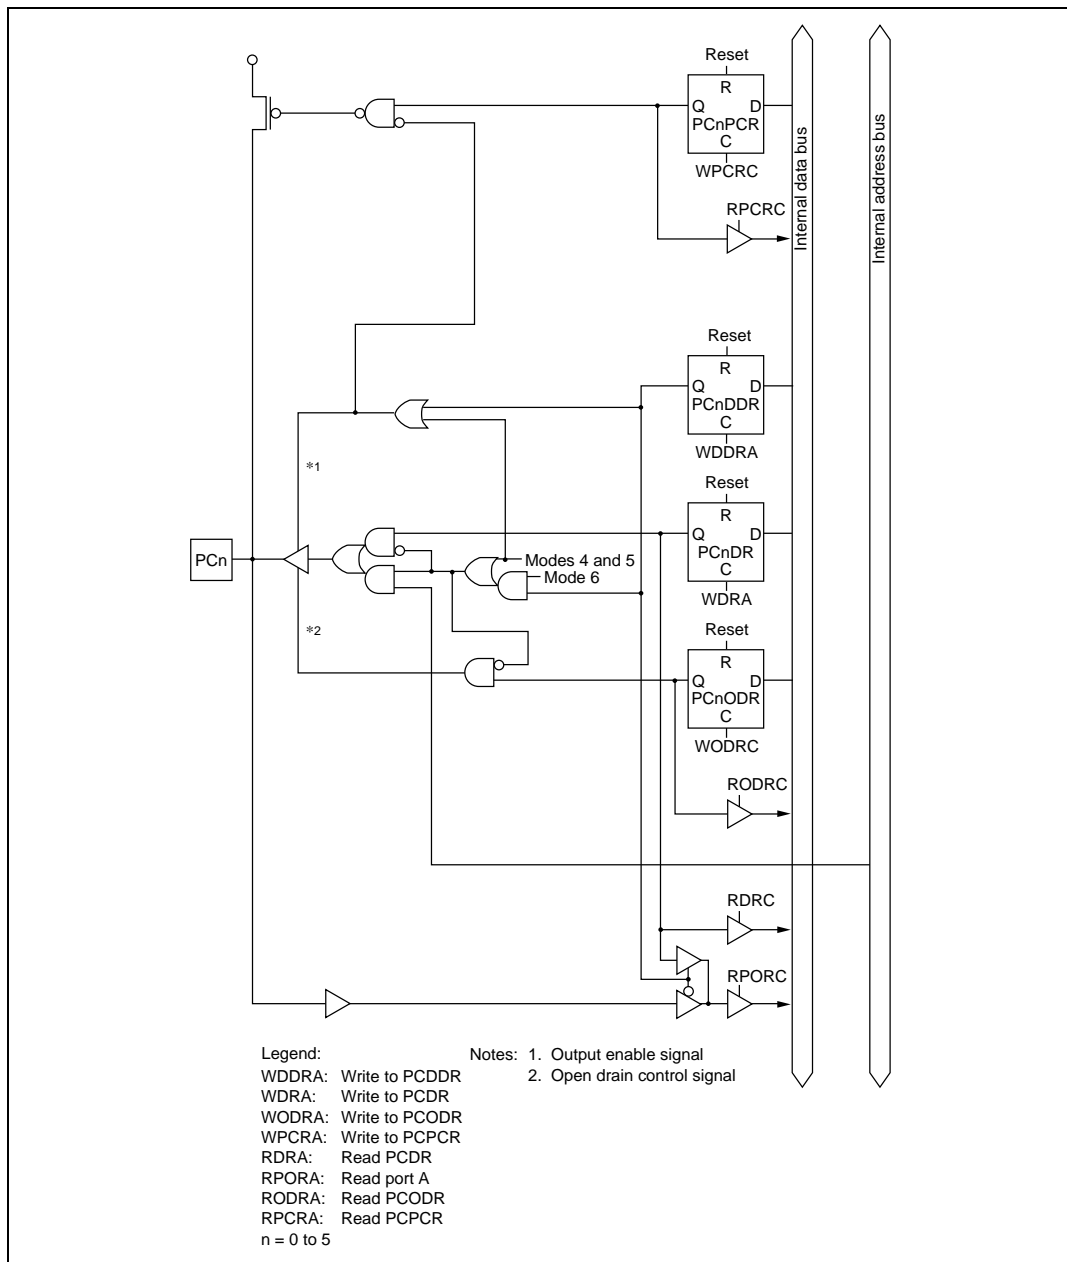 Reset
R
Q D
PCnPCR
C
WPCRC
RPCRC
Internal data bus
Internal address bus
Reset
R
Q D
PCnDDR
C
WDDRA
*1
Reset
R
Q D
PCnDR
C
WDRA
PCn
Modes 4 and 5
Mode 6
*2
Reset
R
Q D
PCnODR
C
WODRC
RODRC
RDRC
RPORC
Legend:
WDDRA: Write to PCDDR
WDRA: Write to PCDR
WODRA: Write to PCODR
WPCRA: Write to PCPCR
RDRA: Read PCDR
RPORA: Read port A
RODRA: Read PCODR
RPCRA: Read PCPCR
n = 0 to 5
Notes: 1. Output enable signal
2. Open drain control signal